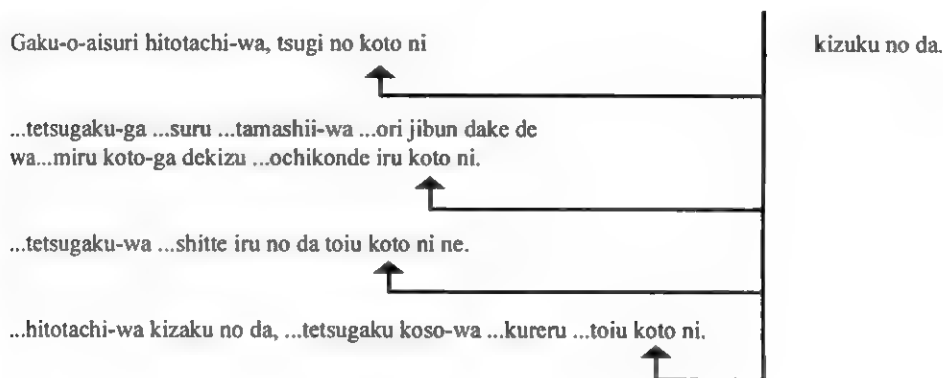 Gaku-o-aisuri hitotachi-wa, tsugi no koto ni kizuku no da.
...tetsugaku-ga ...suru ...tamashii-wa ...ori jibun dake de
wa...miru koto-ga dekizu ...ochikonde iru koto ni.
...tetsugaku-wa ...shitte iru no da toiu koto ni ne.
...hitotachi-wa kizaku no da, ...tetsugaku koso-wa ...kureru ...toiu koto ni.